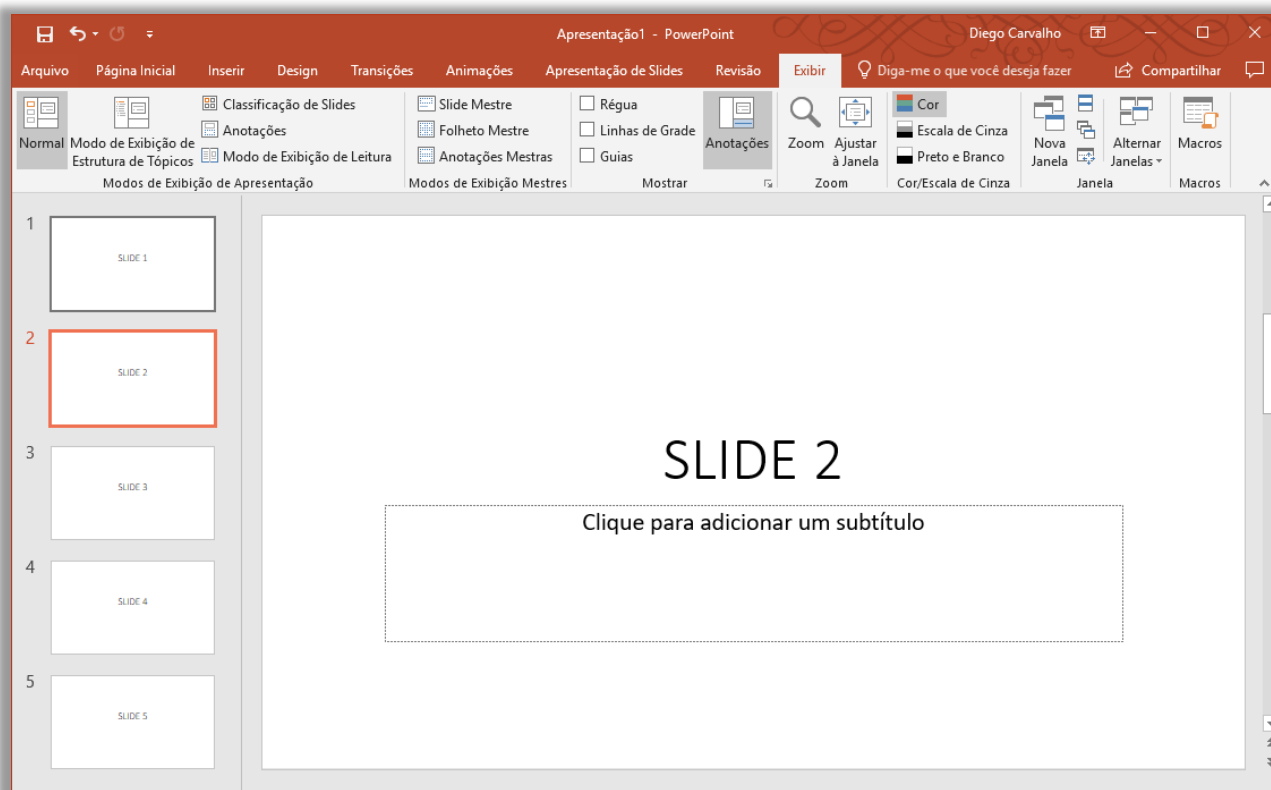 Apresentação1 - PowerPoint
Diego Carvalho
Arquivo Página Inicial Inserir Design Transições Animações Apresentação de Slides Revisão Exibir Diga-me o que você deseja fazer Compartilhar
Normal
Modo de Exibição de
Estrutura de Tópicos
Classificação de Slides
Anotações
Modo de Exibição de Leitura
Modos de Exibição de Apresentação
Slide Mestre
Folheto Mestre
Anotações Mestras
Modos de Exibição Mestres
Régua
Linhas de Grade
Guias
Anotações
Mostrar
Zoom
Ajustar
à Janela
Zoom
Cor
Escala de Cinza
Preto e Branco
Cor/Escala de Cinza
Nova
Janela
Alternar
Janelas
Janela
Macros
Macros
1
SLIDE 1
2
SLIDE 2
3
SLIDE 3
4
SLIDE 4
5
SLIDE 5
SLIDE 2
Clique para adicionar um subtítulo